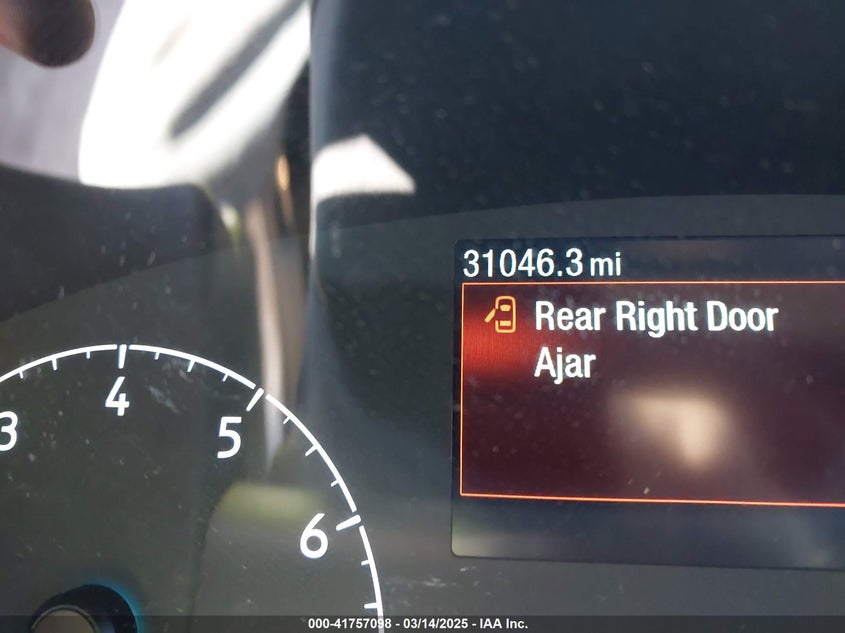 31046.3 mi
Rear Right Door
Ajar
4
3
5
6
000-41757098 - 03/14/2025 - IAA Inc.